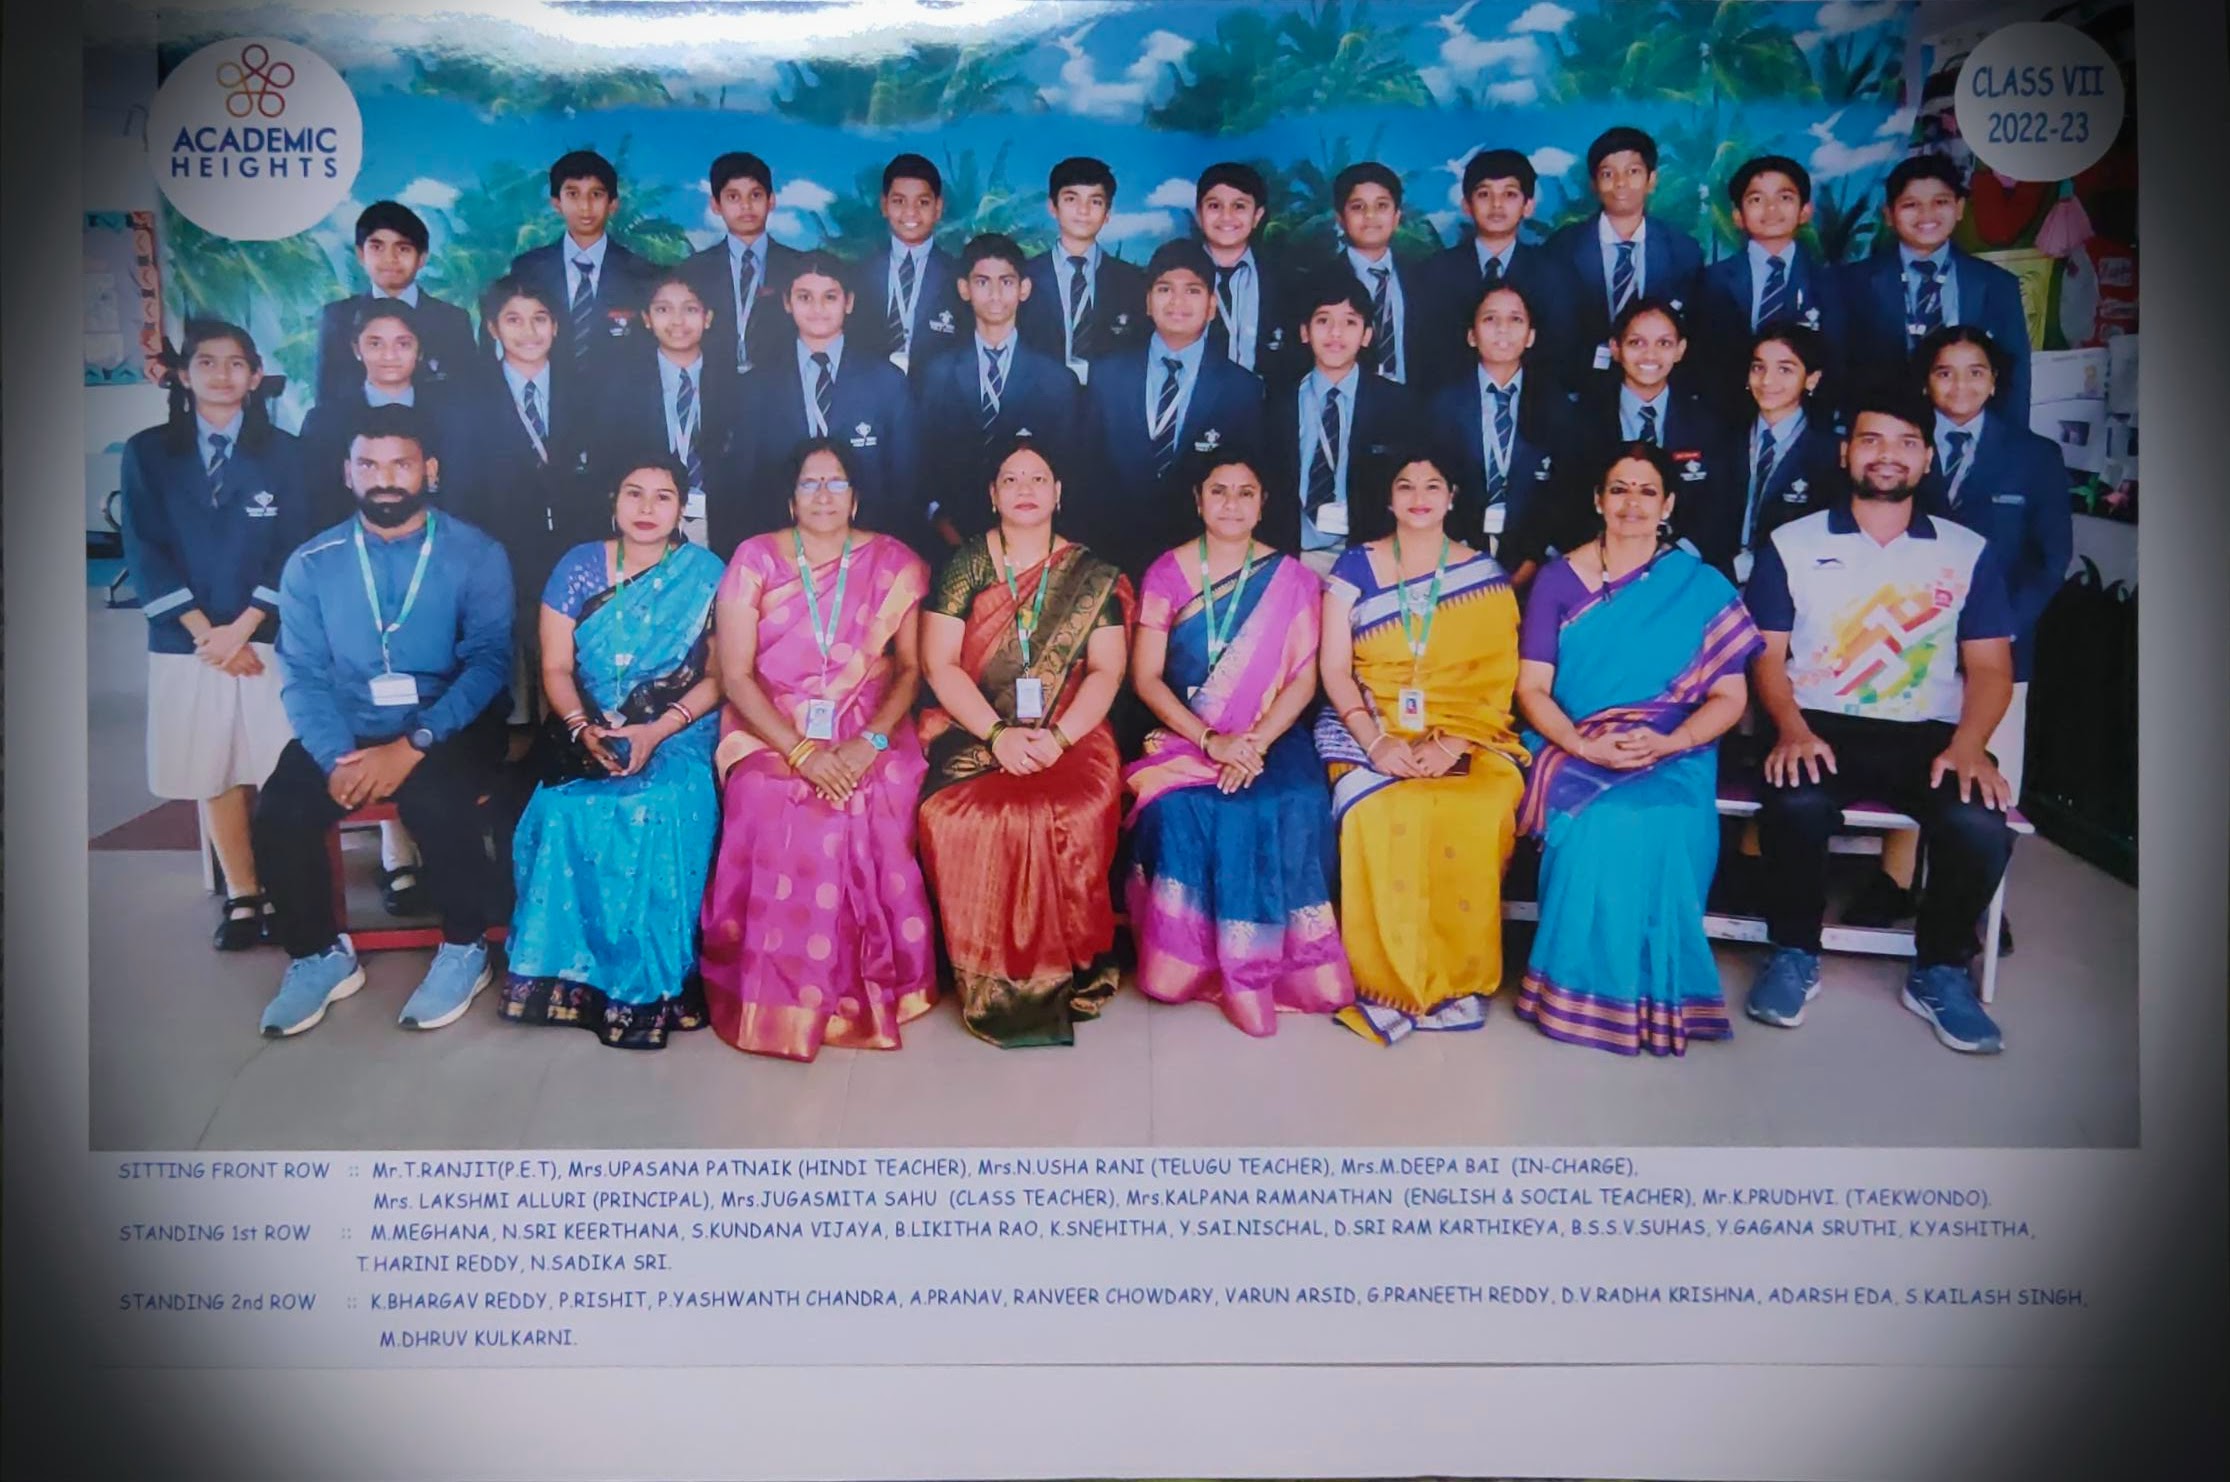 ACADEMIC
HEIGHTS
CLASS VII
2022-23
SITTING FRONT ROW :: Mr.T.RANJIT(P.E.T), Mrs.UPASANA PATNAIK (HINDI TEACHER), Mrs.N.USHA RANI (TELUGU TEACHER), Mrs.M.DEEPA BAI (IN-CHARGE),
Mrs. LAKSHMI ALLURI (PRINCIPAL), Mrs.JUGASMITA SAHU (CLASS TEACHER), Mrs.KALPANA RAMANATHAN (ENGLISH & SOCIAL TEACHER), Mr.K.PRUDHVI. (TAEKWONDO).
STANDING 1st ROW :: M.MEGHANA, N.SRI KEERTHANA, S.KUNDANA VIJAYA, B.LIKITHA RAO, K.SNEHITHA, Y.SAI.NISCHAL, D.SRI RAM KARTHIKEYA, B.S.S.V.SUHAS, Y.GAGANA SRUTHI, K.YASHITHA,
T.HARINI REDDY, N.SADIKA SRI.
STANDING 2nd ROW :: K.BHARGAV REDDY, P.RISHIT, P.YASHWANTH CHANDRA, A.PRANAV, RANVEER CHOWDARY, VARUN ARSID, G.PRANEETH REDDY, D.V.RADHA KRISHNA, ADARSH EDA, S.KAILASH SINGH,
M.DHRUV KULKARNI.